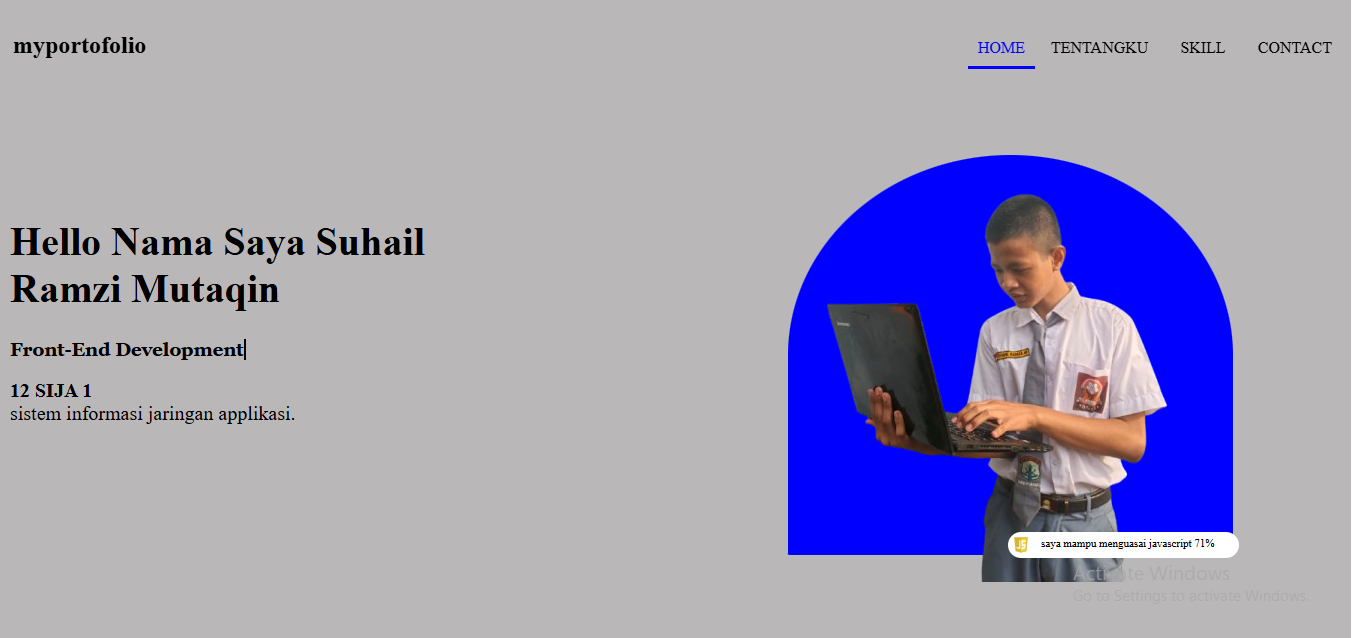 myportofolio
HOME TENTANGKU SKILL CONTACT
Hello Nama Saya Suhail
Ramzi Mutaqin
Front-End Development
12 SIJA 1
sistem informasi jaringan applikasi.
JS saya mampu menguasai javascript 71%
Activate Windows
Go to Settings to activate Windows.